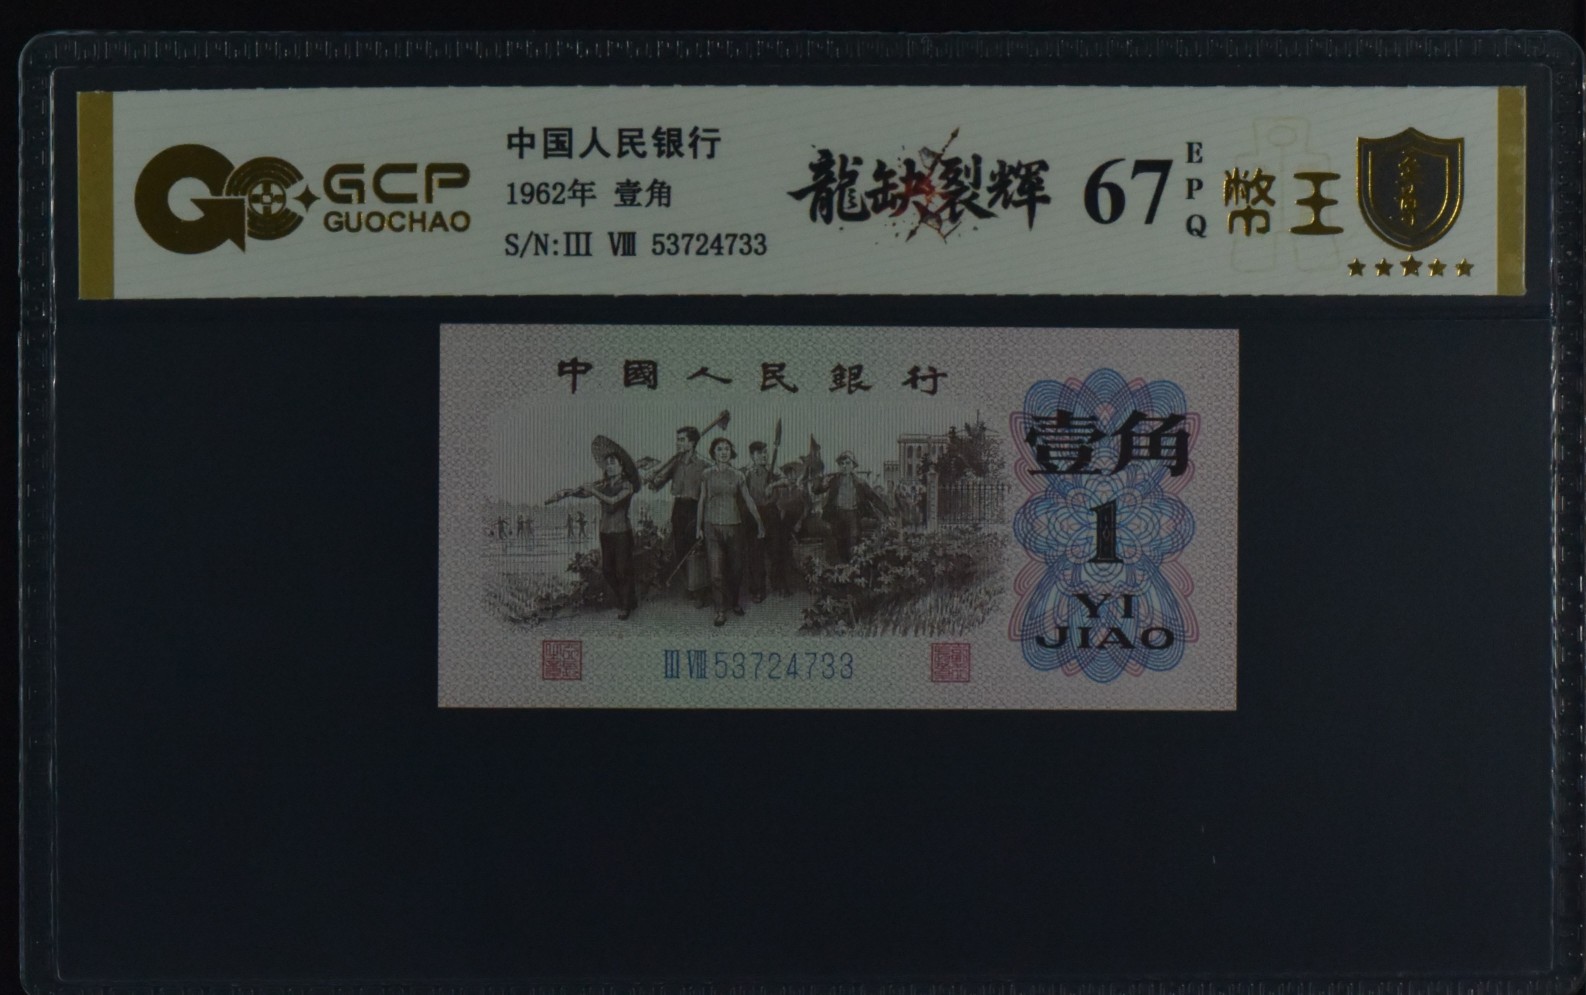 GCP
GUOCHAO
中国人民银行
1962年 壹角
S/N:III VIII 53724733
龍缺裂辉
67
EPQ
幣王
中國人民銀行
壹角
1
YI
JIAO
III VIII 53724733